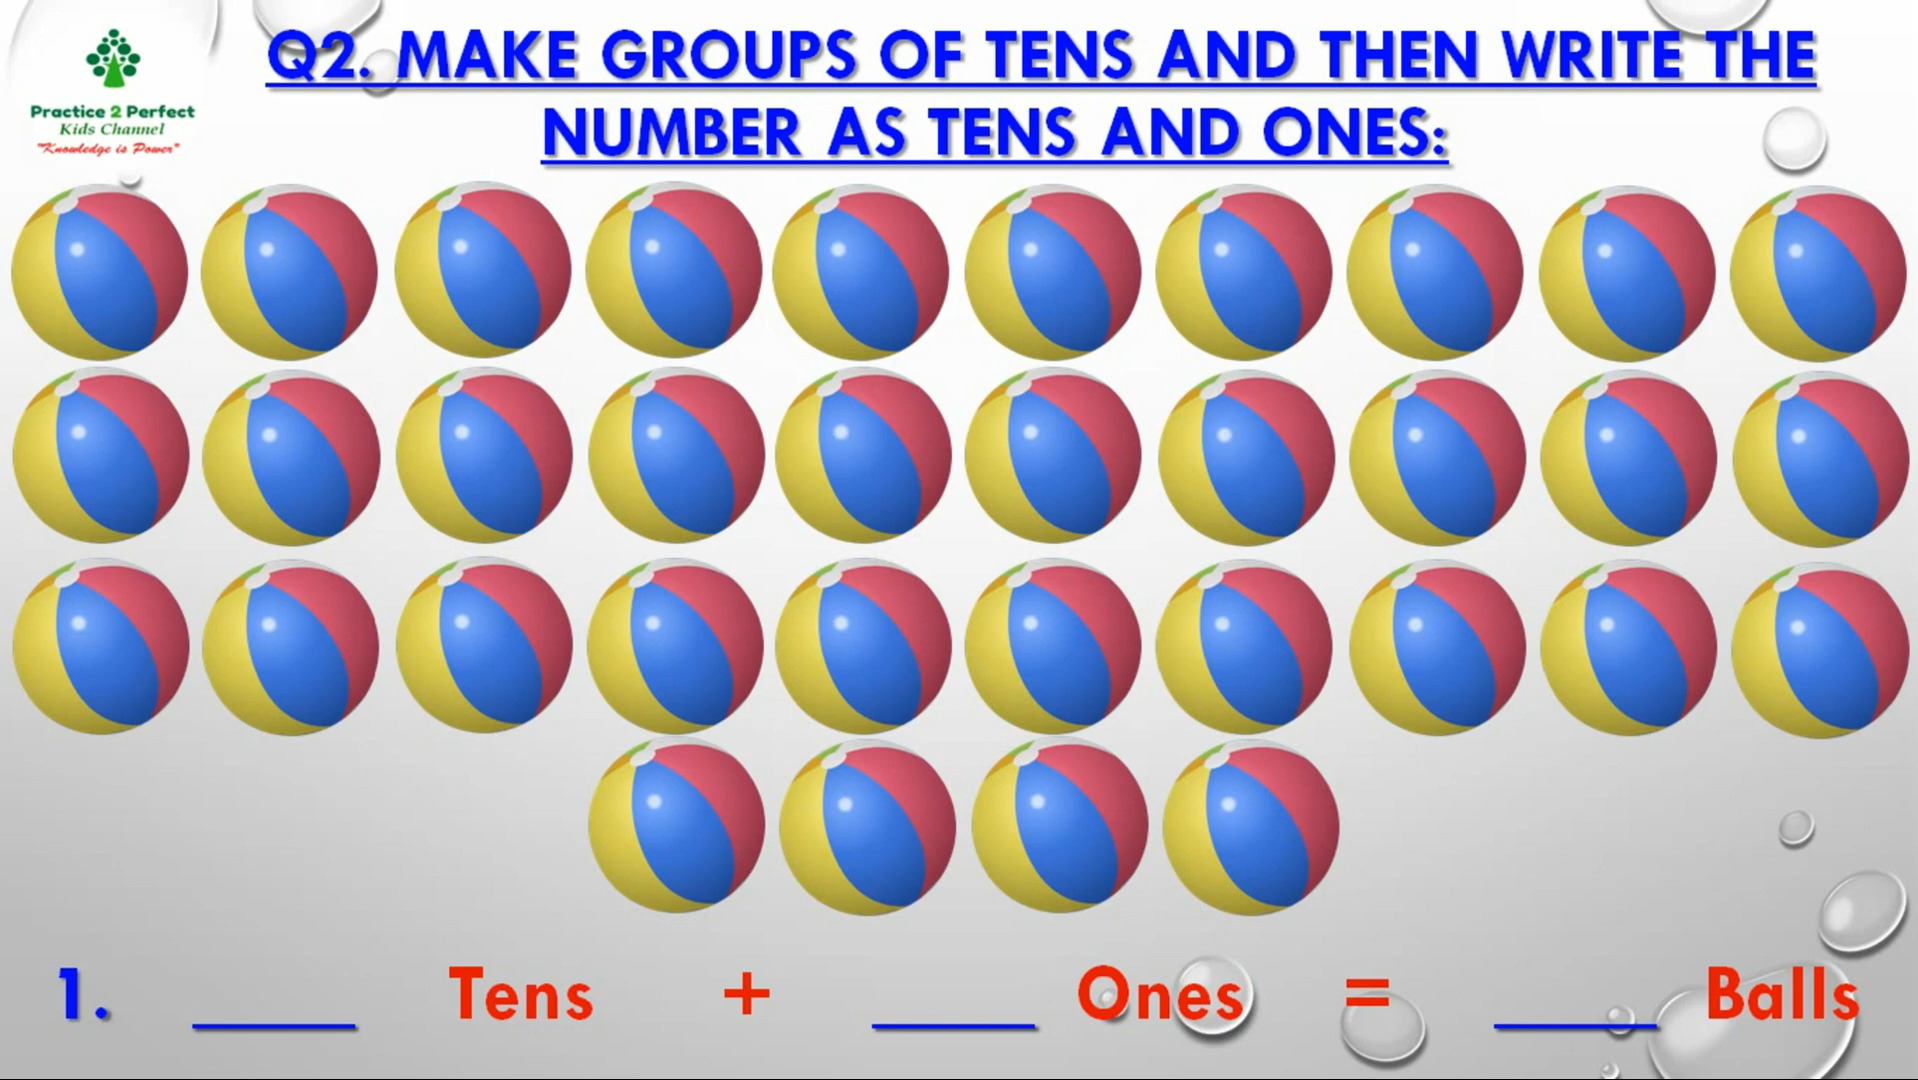 Q2. MAKE GROUPS OF TENS AND THEN WRITE THE
NUMBER AS TENS AND ONES:
Practice 2 Perfect
Kids Channel
"Knowledge is Power"
1. ____ Tens + ____ Ones = ____ Balls